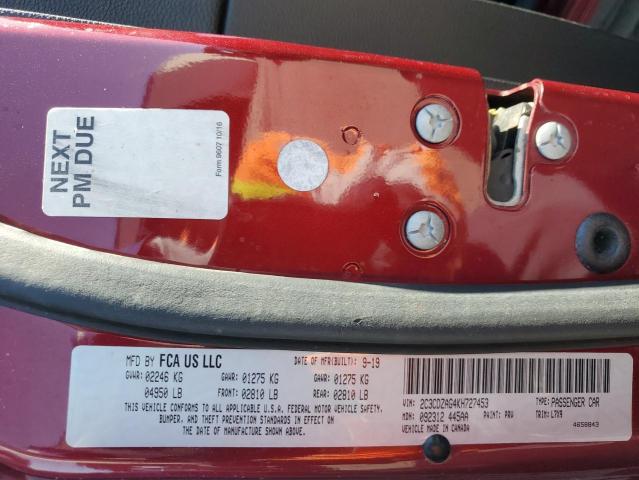 NEXT
PM DUE
Form 9607 10/16
MFD BY FCA US LLC
DATE OF MFR(BUILT): 9-19
GVWR: 02246 KG
GAWR: 01275 KG
GAWR: 01275 KG
04950 LB
FRONT: 02810 LB
REAR: 02810 LB
THIS VEHICLE CONFORMS TO ALL APPLICABLE U.S.A. FEDERAL MOTOR VEHICLE SAFETY,
BUMPER, AND THEFT PREVENTION STANDARDS IN EFFECT ON
THE DATE OF MANUFACTURE SHOWN ABOVE.
VIN: 2C3CDZAG4KH727453
TYPE: PASSENGER CAR
MDH: 092312 445AA
PAINT: PRV
TRIM: L7X9
VEHICLE MADE IN CANADA
4658843